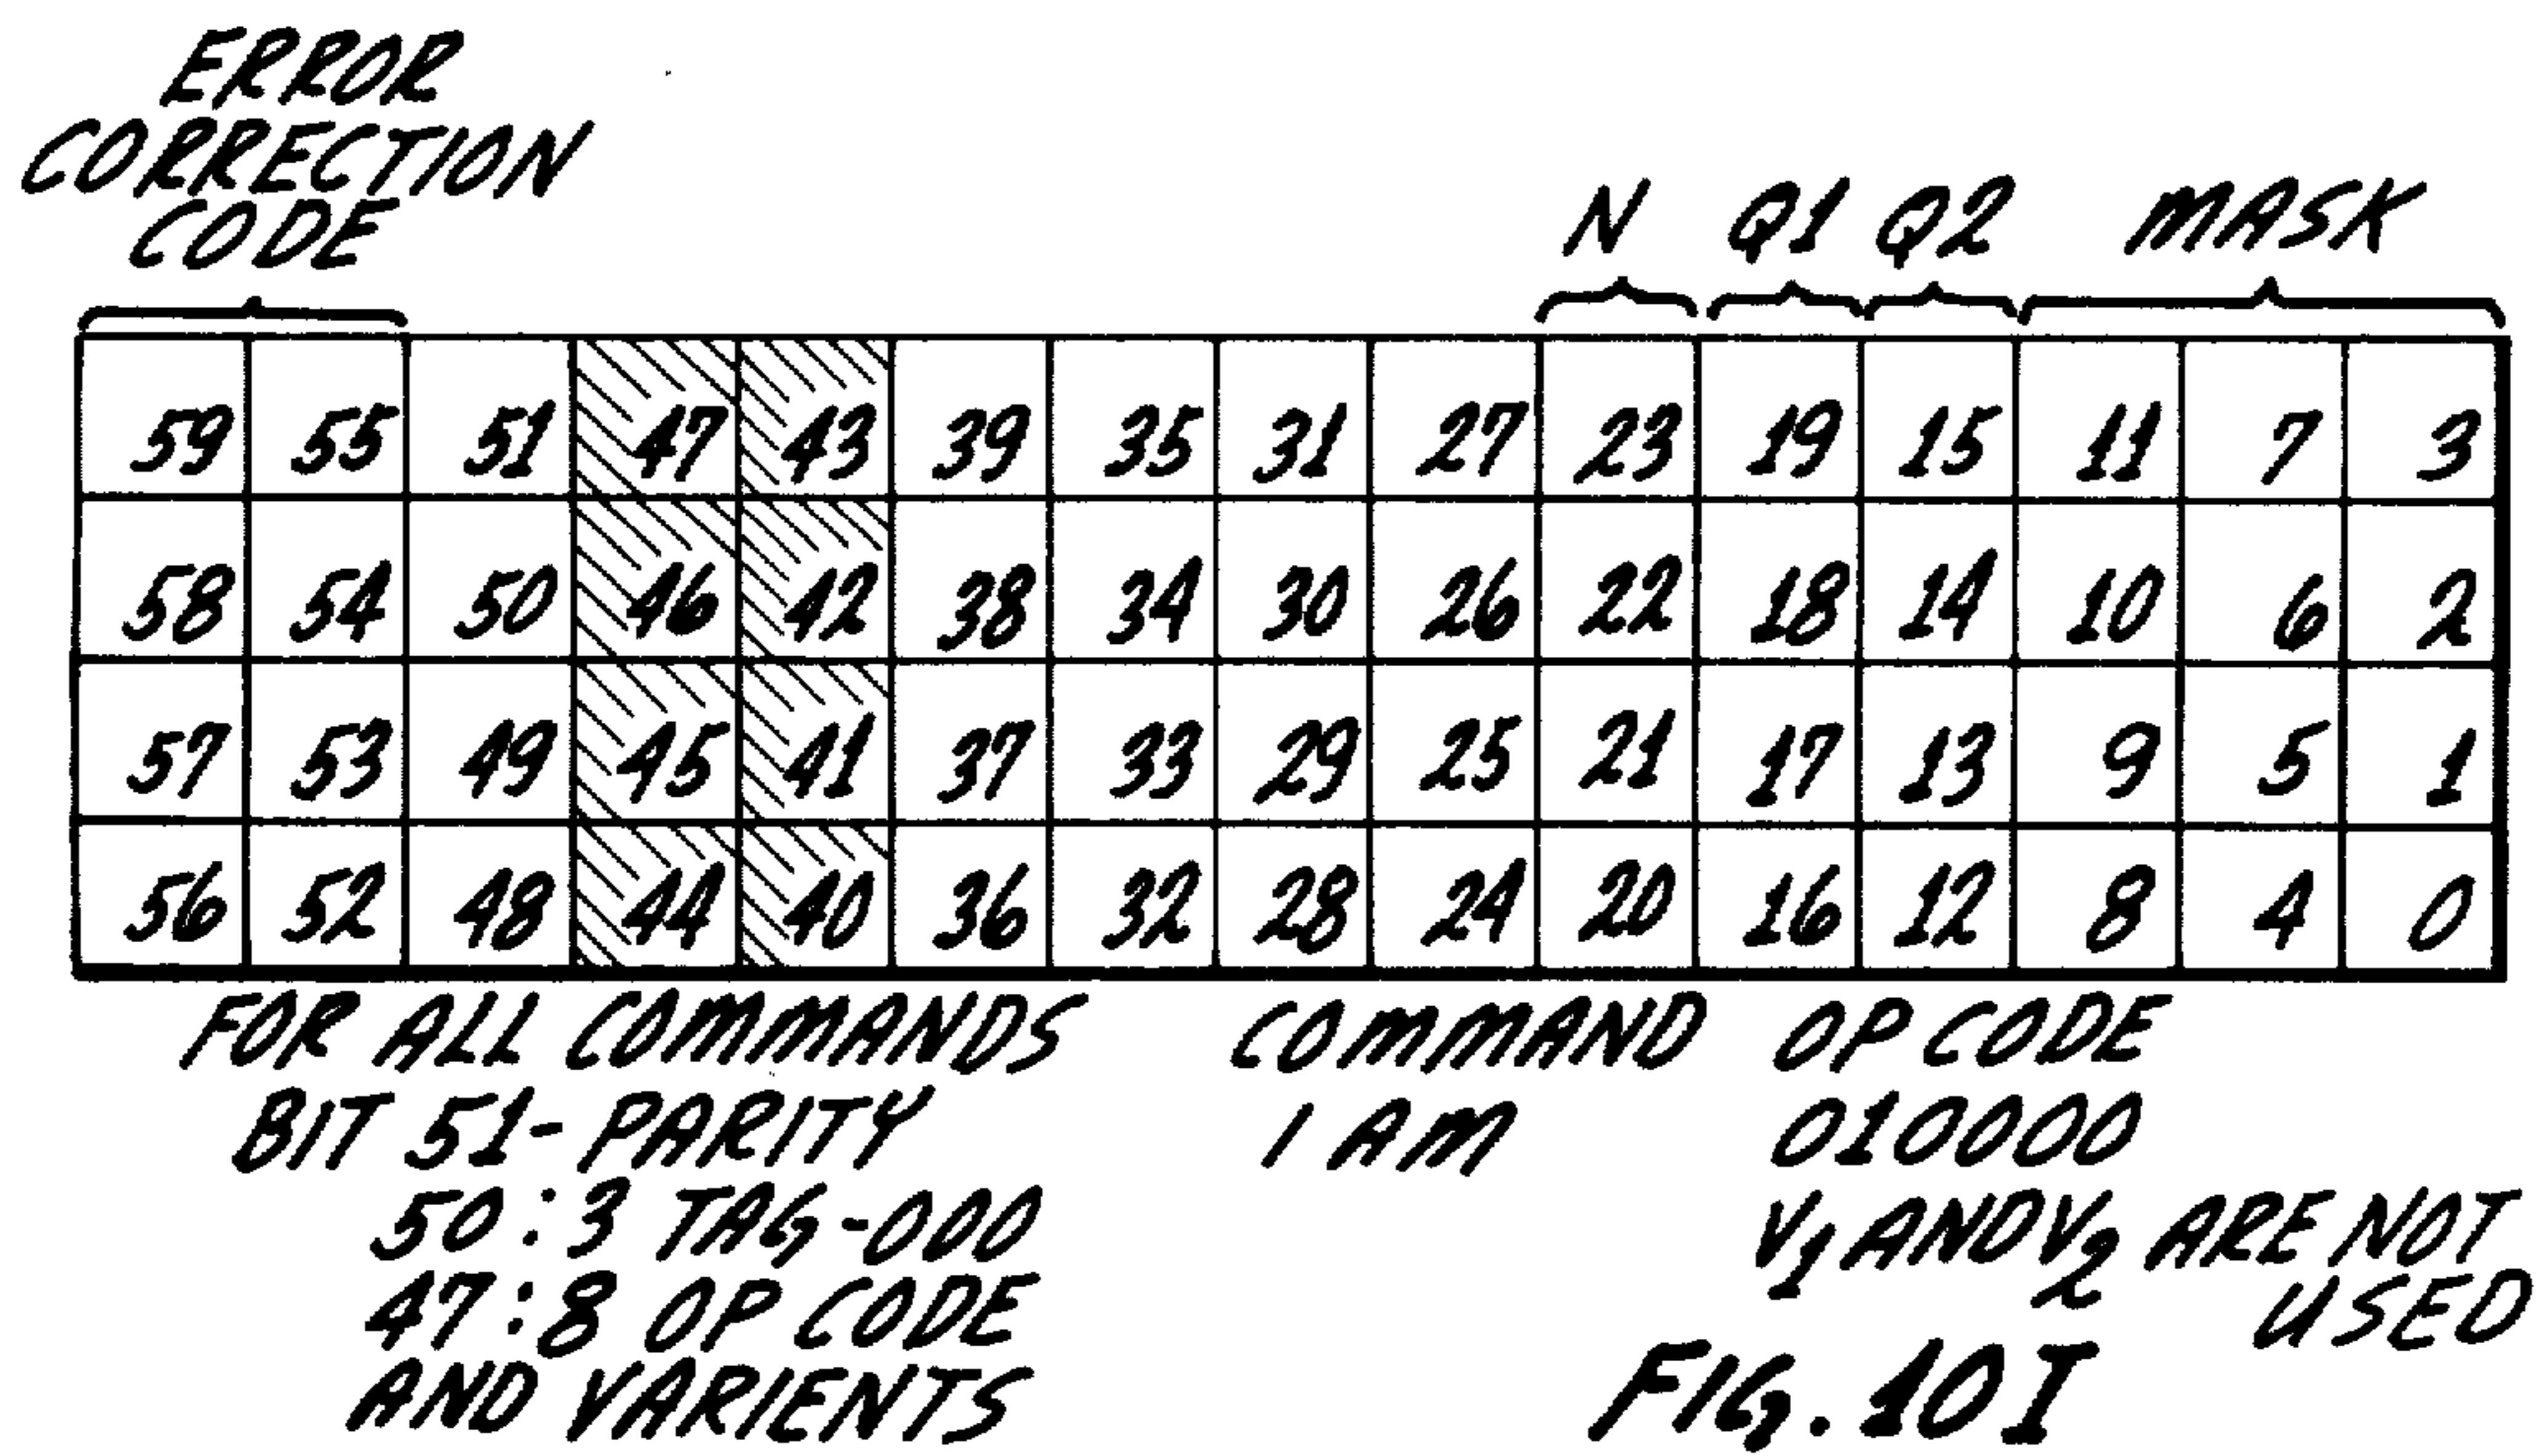 ERROR
CORRECTION
CODE
N Q1 Q2 MASK
59 55 51 47 43 39 35 31 27 23 19 15 11 7 3
58 54 50 46 42 38 34 30 26 22 18 14 10 6 2
57 53 49 45 41 37 33 29 25 21 17 13 9 5 1
56 52 48 44 40 36 32 28 24 20 16 12 8 4 0
FOR ALL COMMANDS
BIT 51- PARITY
50:3 TAG-000
47:8 OP CODE
AND VARIENTS
COMMAND OP CODE
I AM 010000
V1 AND V2 ARE NOT
USED
FIG. 10I